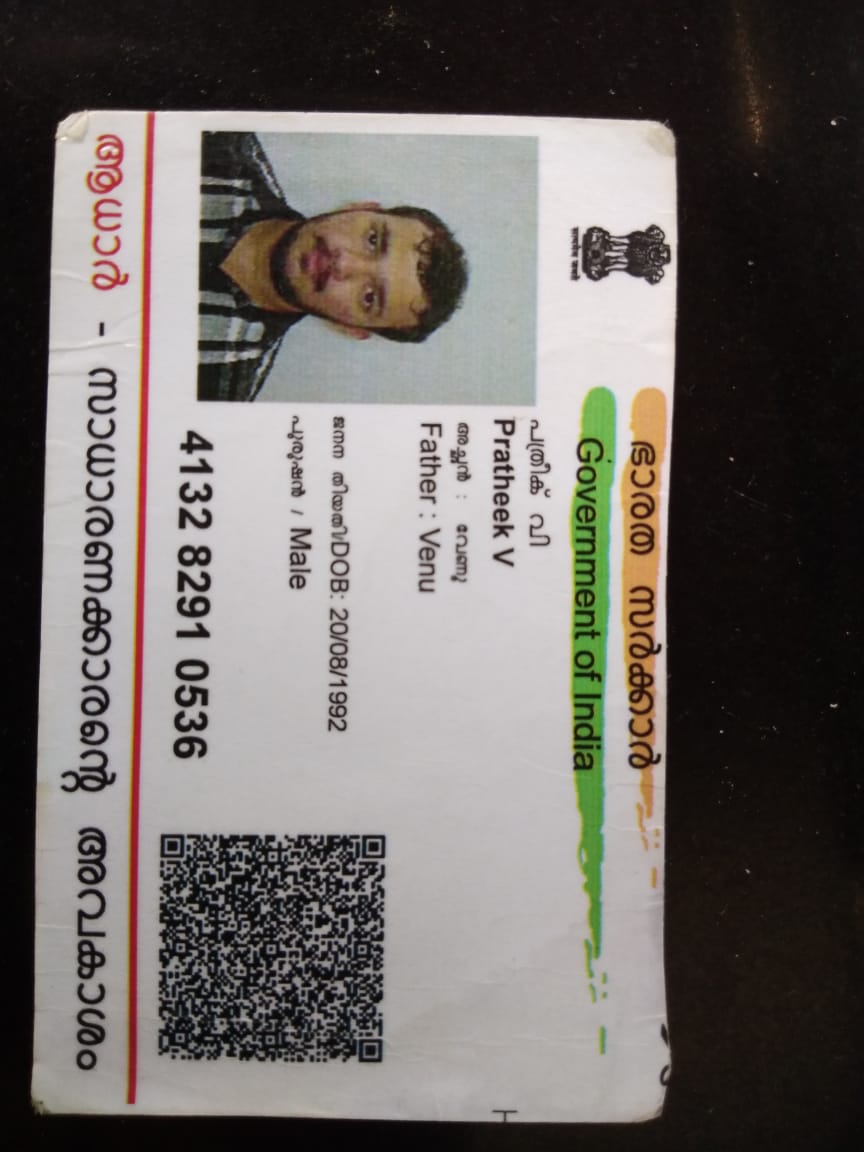 ഭാരത സർക്കാർ
Government of India
പ്രതീക് വി
Pratheek V
അച്ഛൻ : വേണു
Father : Venu
ജനന തിയതി/DOB: 20/08/1992
പുരുഷൻ / Male
4132 8291 0536
ആധാർ - സാധാരണക്കാരന്റെ അവകാശം